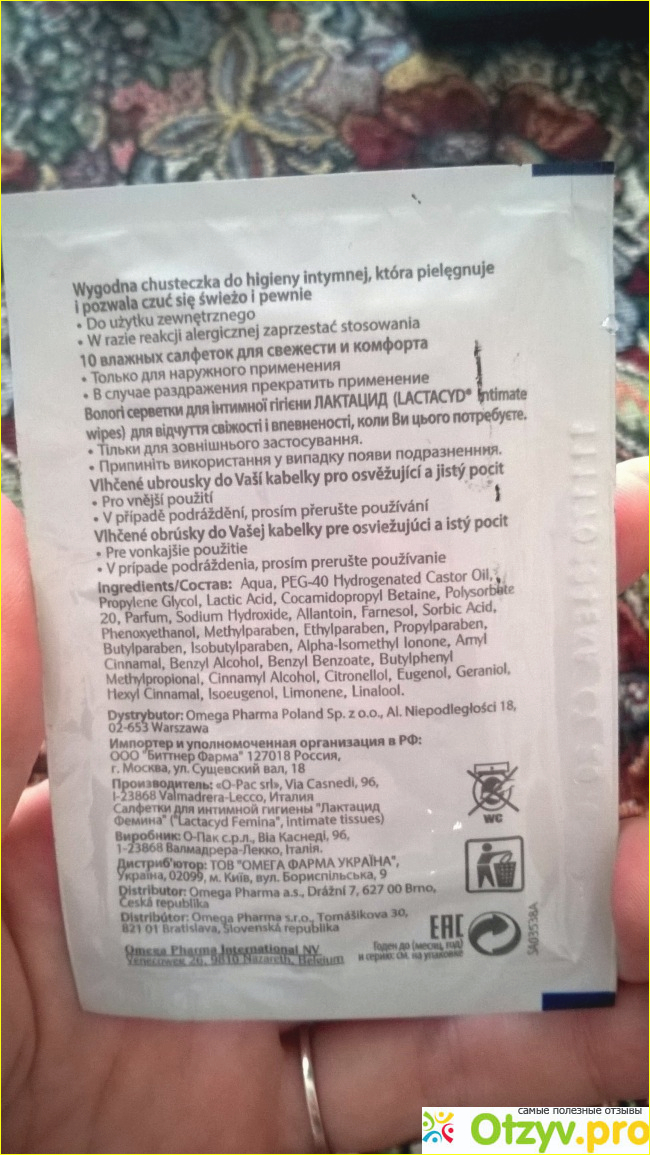 Wygodna chusteczka do higieny intymnej, która pielęgnuje
i pozwala czuć się świeżo i pewnie
• Do użytku zewnętrznego
• W razie reakcji alergicznej zaprzestać stosowania
10 влажных салфеток для свежести и комфорта
• Только для наружного применения
• В случае раздражения прекратить применение
Вологі серветки для інтимної гігієни ЛАКТАЦИД (LACTACYD® Intimate
wipes) для відчуття свіжості і впевненості, коли Ви цього потребуєте.
• Тільки для зовнішнього застосування.
• Припиніть використання у випадку появи подразненння.
Vlhčené ubrousky do Vaší kabelky pro osvěžující a jistý pocit
• Pro vnější použití
• V případě podráždění, prosím přerušte používání
Vlhčené obrúsky do Vašej kabelky pre osviežujúci a istý pocit
• Pre vonkajšie použitie
• V prípade podráždenia, prosím prerušte používanie
Ingredients/Состав: Aqua, PEG-40 Hydrogenated Castor Oil,
Propylene Glycol, Lactic Acid, Cocamidopropyl Betaine, Polysorbate
20, Parfum, Sodium Hydroxide, Allantoin, Farnesol, Sorbic Acid,
Phenoxyethanol, Methylparaben, Ethylparaben, Propylparaben,
Butylparaben, Isobutylparaben, Alpha-Isomethyl Ionone, Amyl
Cinnamal, Benzyl Alcohol, Benzyl Benzoate, Butylphenyl
Methylpropional, Cinnamyl Alcohol, Citronellol, Eugenol, Geraniol,
Hexyl Cinnamal, Isoeugenol, Limonene, Linalool.
Dystrybutor: Omega Pharma Poland Sp. z o.o., Al. Niepodległości 18,
02-653 Warszawa
Импортер и уполномоченная организация в РФ:
ООО "Биттнер Фарма" 127018 Россия,
г. Москва, ул. Сущевский вал, 18
Производитель: «O-Pac srl», Via Casnedi, 96,
I-23868 Valmadrera-Lecco, Италия
Салфетки для интимной гигиены "Лактацид
Фемина" ("Lactacyd Femina", intimate tissues)
Виробник: О-Пак с.р.л., Віа Каснеді, 96,
1-23868 Валмадрера-Лекко, Італія.
Дистриб'ютор: ТОВ "ОМЕГА ФАРМА УКРАЇНА",
Україна, 02099, м. Київ, вул. Бориспільська, 9
Distributor: Omega Pharma a.s., Drážní 7, 627 00 Brno,
Česká republika
Distribútor: Omega Pharma s.r.o., Tomášikova 30,
821 01 Bratislava, Slovenská republika
Omega Pharma International NV
Venecoweg 26, 9810 Nazareth, Belgium
WC
EAC
Годен до (месяц, год)
и серию: см. на упаковке
SA03538A
самые полезные отзывы
Otzyv.pro